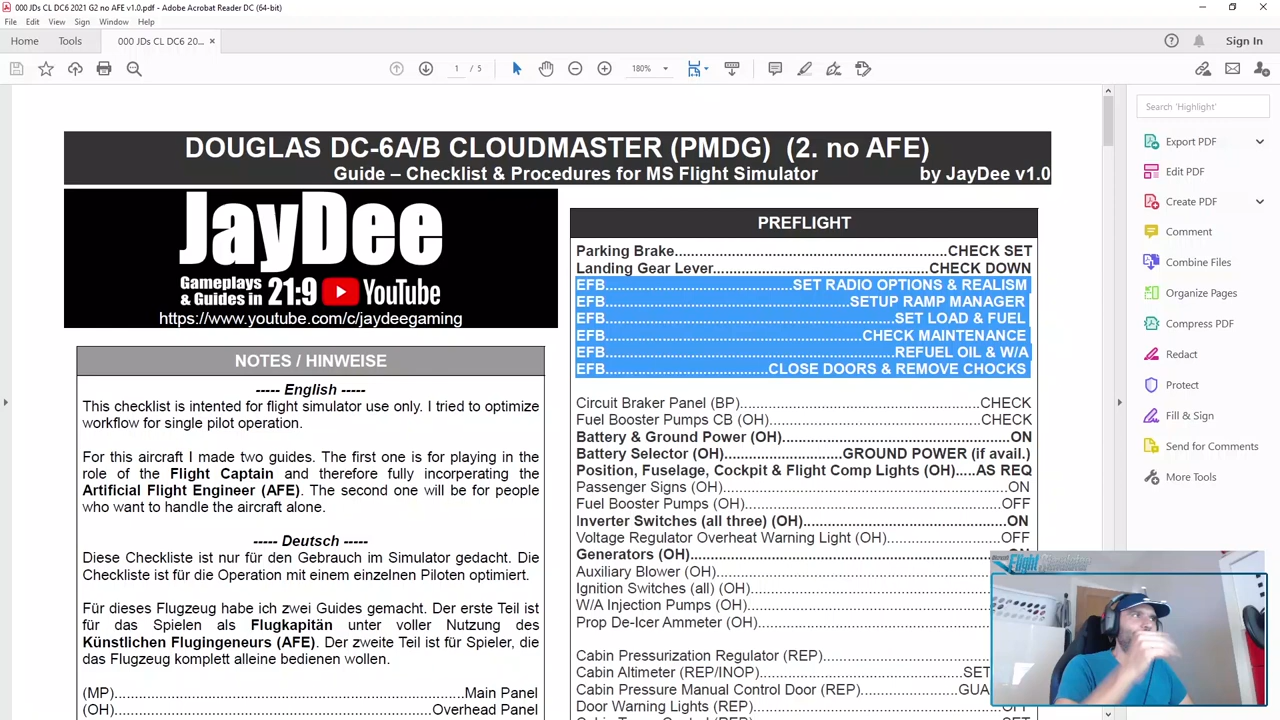 000 JDs CL DC6 2021 G2 no AFE v1.0.pdf - Adobe Acrobat Reader DC (64-bit)
File Edit View Sign Window Help
Home Tools 000 JDs CL DC6 20... × Sign In
1 / 5 180%
DOUGLAS DC-6A/B CLOUDMASTER (PMDG) (2. no AFE)
Guide – Checklist & Procedures for MS Flight Simulator by JayDee v1.0
JayDee
Gameplays
& Guides in 21:9 YouTube
https://www.youtube.com/c/jaydeegaming
NOTES / HINWEISE
----- English -----
This checklist is intented for flight simulator use only. I tried to optimize
workflow for single pilot operation.
For this aircraft I made two guides. The first one is for playing in the
role of the Flight Captain and therefore fully incorperating the
Artificial Flight Engineer (AFE). The second one will be for people
who want to handle the aircraft alone.
----- Deutsch -----
Diese Checkliste ist nur für den Gebrauch im Simulator gedacht. Die
Checkliste ist für die Operation mit einem einzelnen Piloten optimiert.
Für dieses Flugzeug habe ich zwei Guides gemacht. Der erste Teil ist
für das Spielen als Flugkapitän unter voller Nutzung des
Künstlichen Flugingeneurs (AFE). Der zweite Teil ist für Spieler, die
das Flugzeug komplett alleine bedienen wollen.
(MP)..........Main Panel
(OH)..........Overhead Panel
PREFLIGHT
Parking Brake..........CHECK SET
Landing Gear Lever..........CHECK DOWN
EFB..........SET RADIO OPTIONS & REALISM
EFB..........SETUP RAMP MANAGER
EFB..........SET LOAD & FUEL
EFB..........CHECK MAINTENANCE
EFB..........REFUEL OIL & W/A
EFB..........CLOSE DOORS & REMOVE CHOCKS
Circuit Braker Panel (BP)..........CHECK
Fuel Booster Pumps CB (OH)..........CHECK
Battery & Ground Power (OH)..........ON
Battery Selector (OH)..........GROUND POWER (if avail.)
Position, Fuselage, Cockpit & Flight Comp Lights (OH).....AS REQ
Passenger Signs (OH)..........ON
Fuel Booster Pumps (OH)..........OFF
Inverter Switches (all three) (OH)..........ON
Voltage Regulator Overheat Warning Light (OH)..........OFF
Generators (OH)..........ON
Auxiliary Blower (OH)..........
Ignition Switches (all) (OH)..........
W/A Injection Pumps (OH)..........
Prop De-Icer Ammeter (OH)..........
Cabin Pressurization Regulator (REP)..........
Cabin Altimeter (REP/INOP)..........SET
Cabin Pressure Manual Control Door (REP)..........GUA
Door Warning Lights (REP)..........OFF
Search 'Highlight'
Export PDF
Edit PDF
Create PDF
Comment
Combine Files
Organize Pages
Compress PDF
Redact
Protect
Fill & Sign
Send for Comments
More Tools